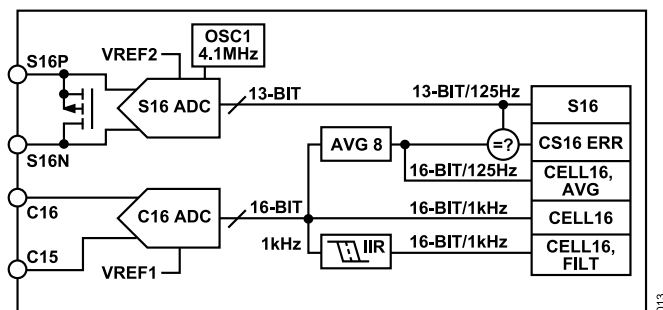 OSC1
4.1MHz
VREF2
S16P
S16 ADC
13-BIT
13-BIT/125Hz
S16
S16N
AVG 8
=?
CS16 ERR
16-BIT/125Hz
CELL16,
AVG
C16
C16 ADC
16-BIT
16-BIT/1kHz
CELL16
1kHz
IIR
16-BIT/1kHz
CELL16,
FILT
C15
VREF1
013